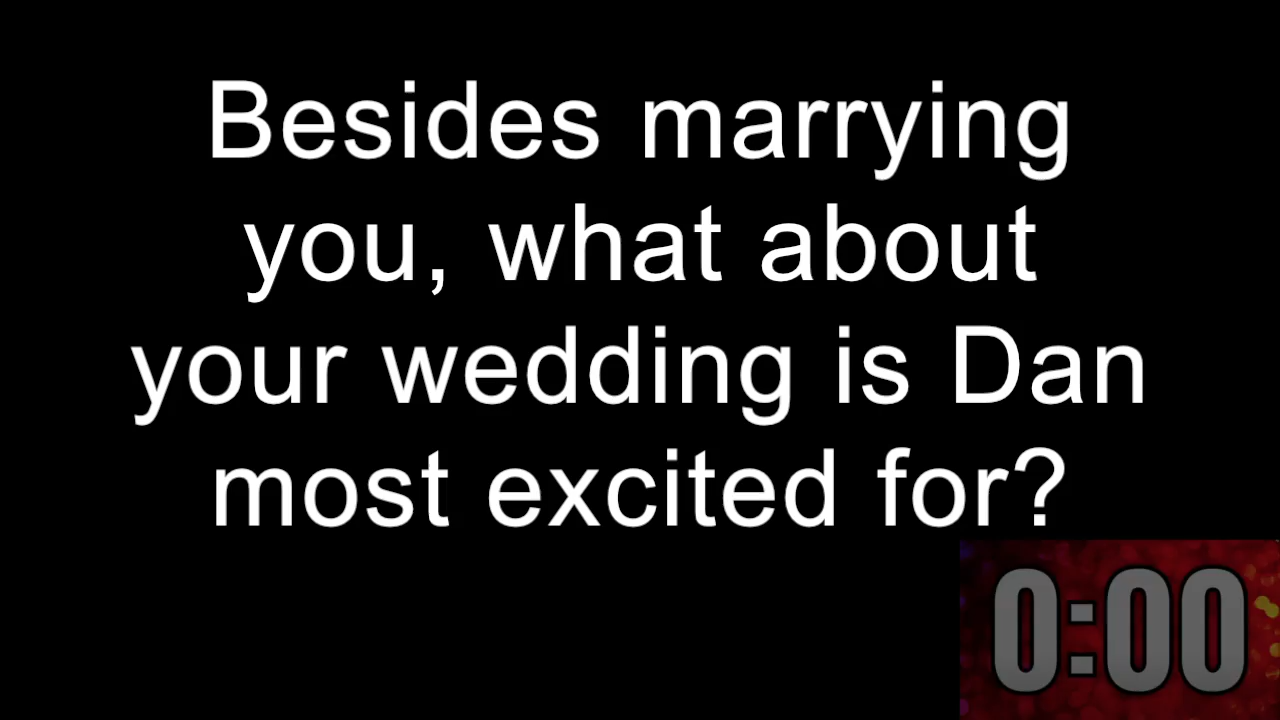 Besides marrying
you, what about
your wedding is Dan
most excited for?
0:00